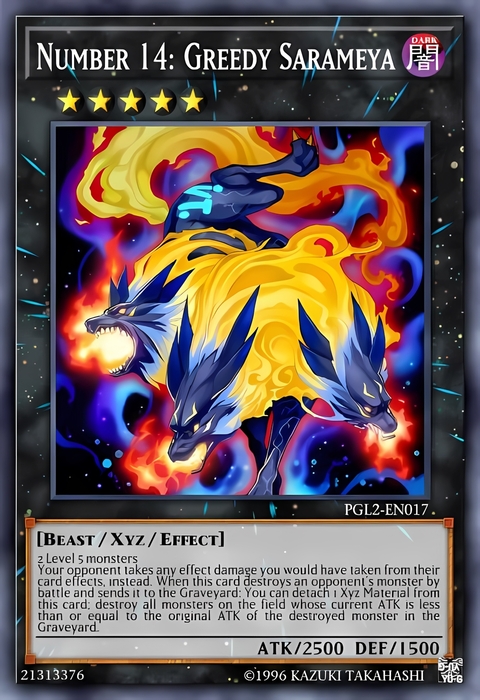 Number 14: Greedy Sarameya
DARK
闇
PGL2-EN017
[Beast / Xyz / Effect]
2 Level 5 monsters
Your opponent takes any effect damage you would have taken from their
card effects, instead. When this card destroys an opponent's monster by
battle and sends it to the Graveyard: You can detach 1 Xyz Material from
this card; destroy all monsters on the field whose current ATK is less
than or equal to the original ATK of the destroyed monster in the
Graveyard.
ATK/2500 DEF/1500
21313376
©1996 KAZUKI TAKAHASHI